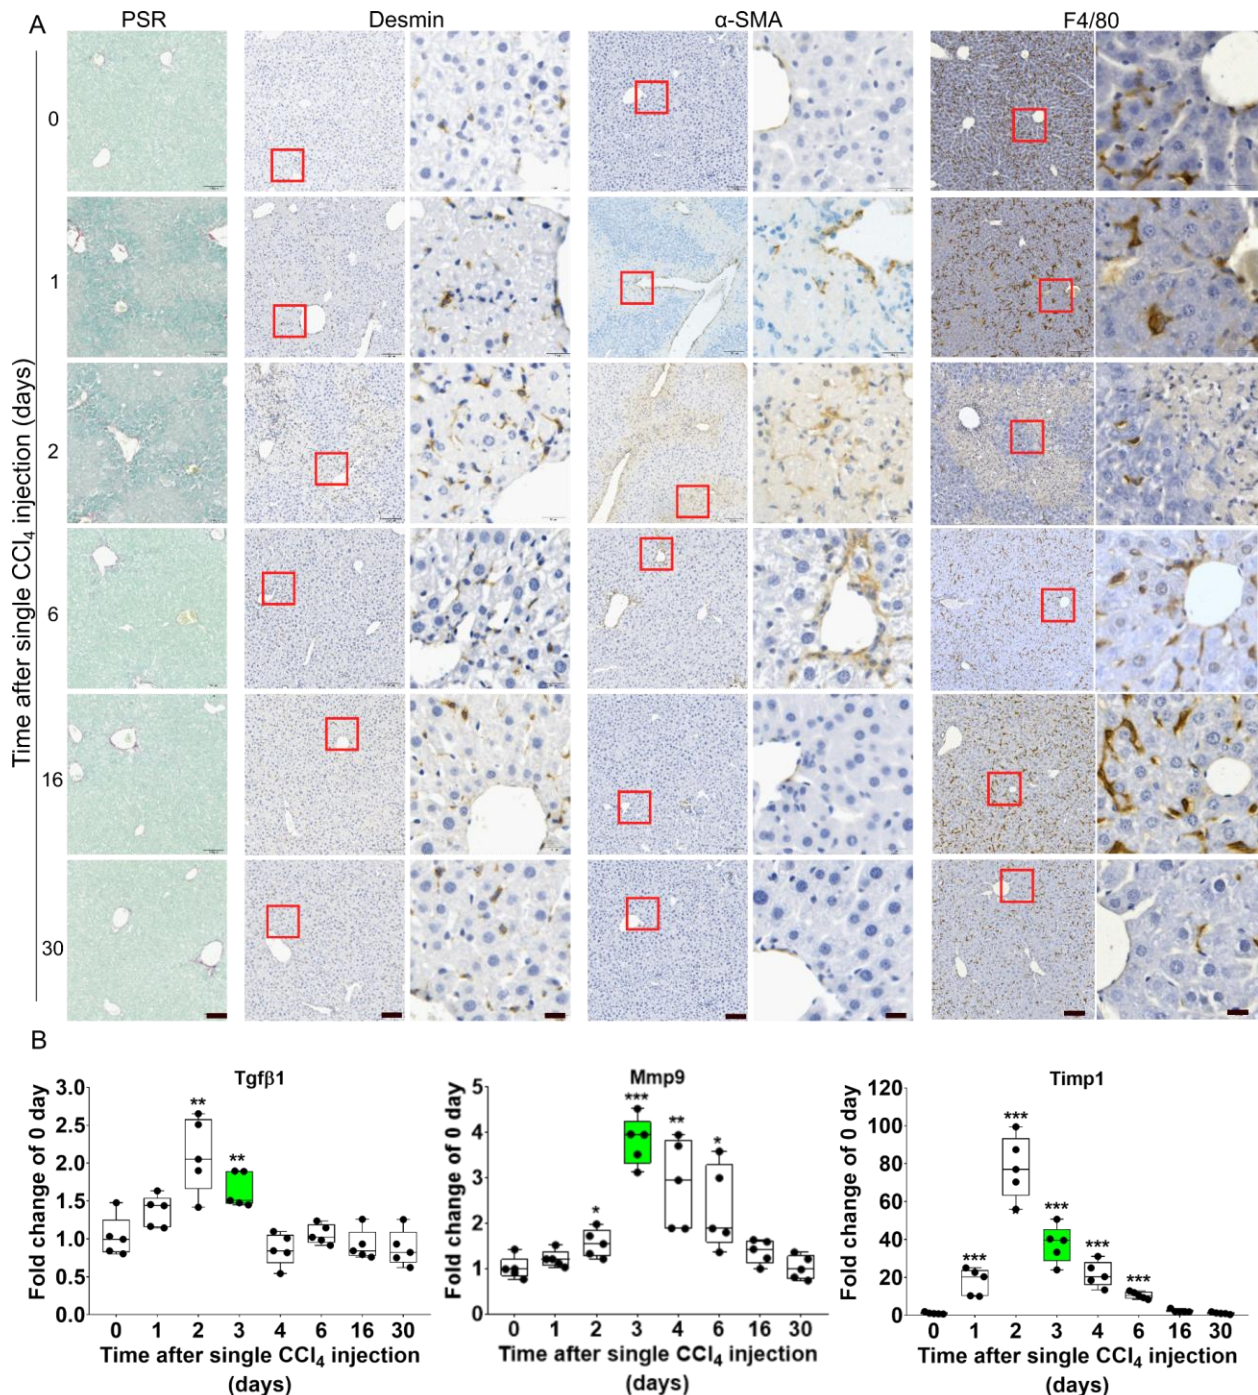 A
PSR Desmin α-SMA F4/80
Time after single CCl₄ injection (days)
0
1
2
6
16
30
B
Tgfβ1
Fold change of 0 day
3.0
2.5
2.0
1.5
1.0
0.5
0.0
**
**
0 1 2 3 4 6 16 30
Time after single CCl₄ injection
(days)
Mmp9
Fold change of 0 day
5
4
3
2
1
0
*
***
**
*
0 1 2 3 4 6 16 30
Time after single CCl₄ injection
(days)
Timp1
Fold change of 0 day
120
100
80
60
40
20
0
***
***
***
***
***
0 1 2 3 4 6 16 30
Time after single CCl₄ injection
(days)